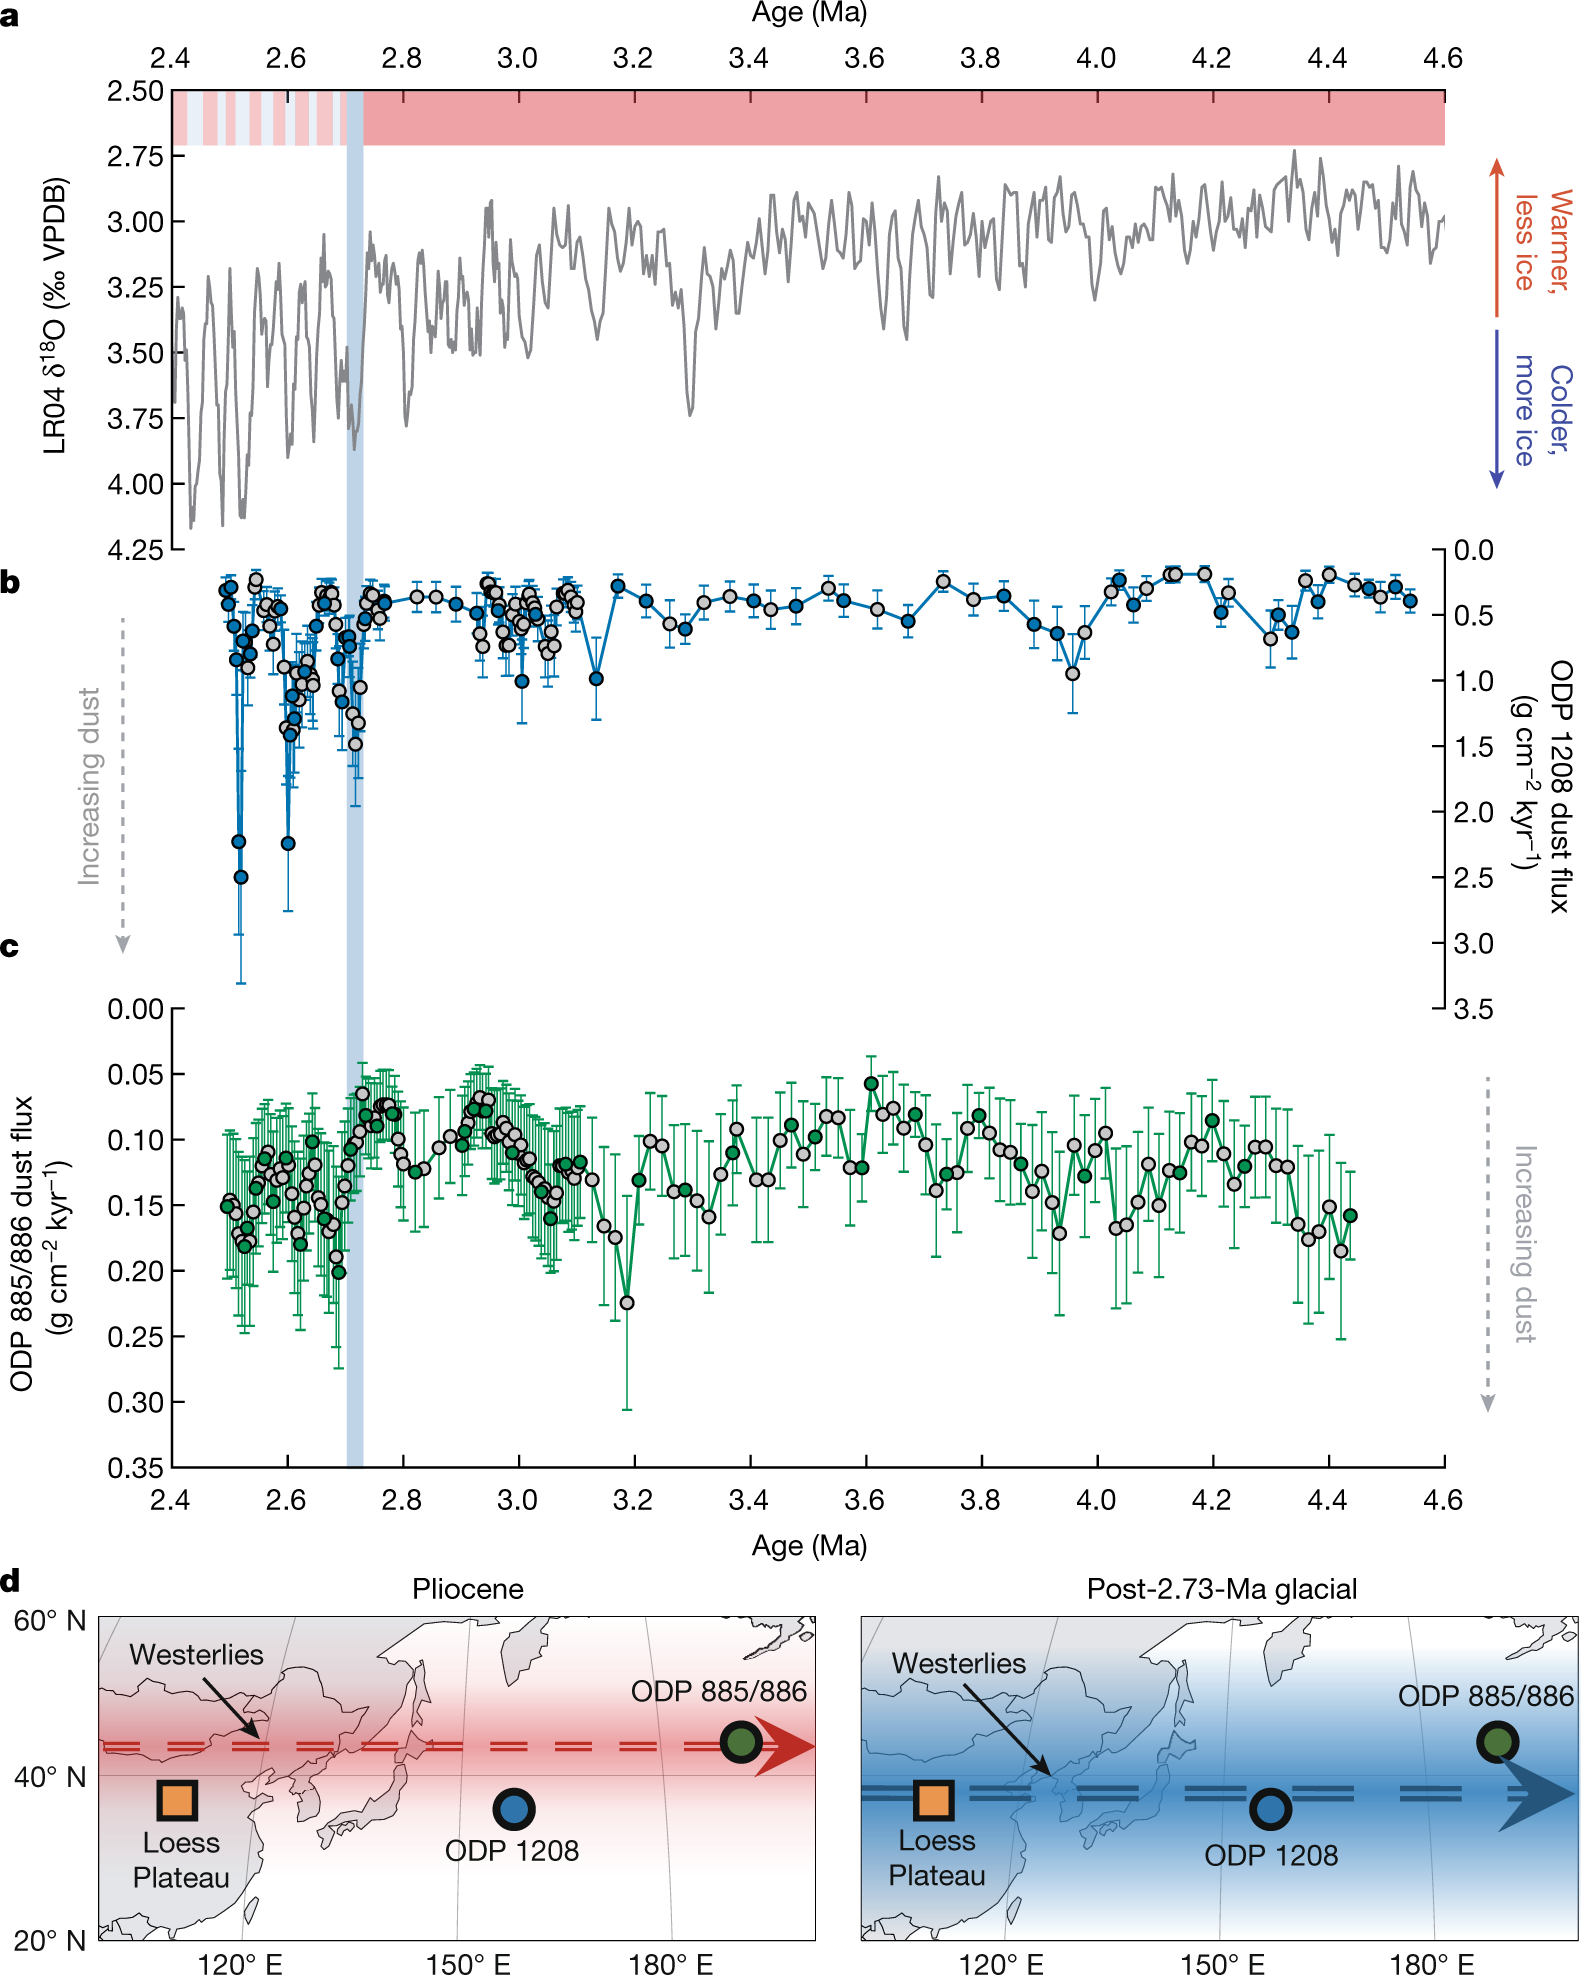 a
Age (Ma)
2.4 2.6 2.8 3.0 3.2 3.4 3.6 3.8 4.0 4.2 4.4 4.6
2.50
2.75
3.00
3.25
3.50
3.75
4.00
4.25
LR04 δ18O (‰ VPDB)
Warmer,
less ice
Colder,
more ice
b
0.0
0.5
1.0
1.5
2.0
2.5
3.0
3.5
ODP 1208 dust flux
(g cm−2 kyr−1)
Increasing dust
c
0.00
0.05
0.10
0.15
0.20
0.25
0.30
0.35
ODP 885/886 dust flux
(g cm−2 kyr−1)
Increasing dust
2.4 2.6 2.8 3.0 3.2 3.4 3.6 3.8 4.0 4.2 4.4 4.6
Age (Ma)
d
Pliocene
60° N
40° N
20° N
Westerlies
ODP 885/886
Loess
Plateau
ODP 1208
120° E 150° E 180° E
Post-2.73-Ma glacial
Westerlies
ODP 885/886
Loess
Plateau
ODP 1208
120° E 150° E 180° E